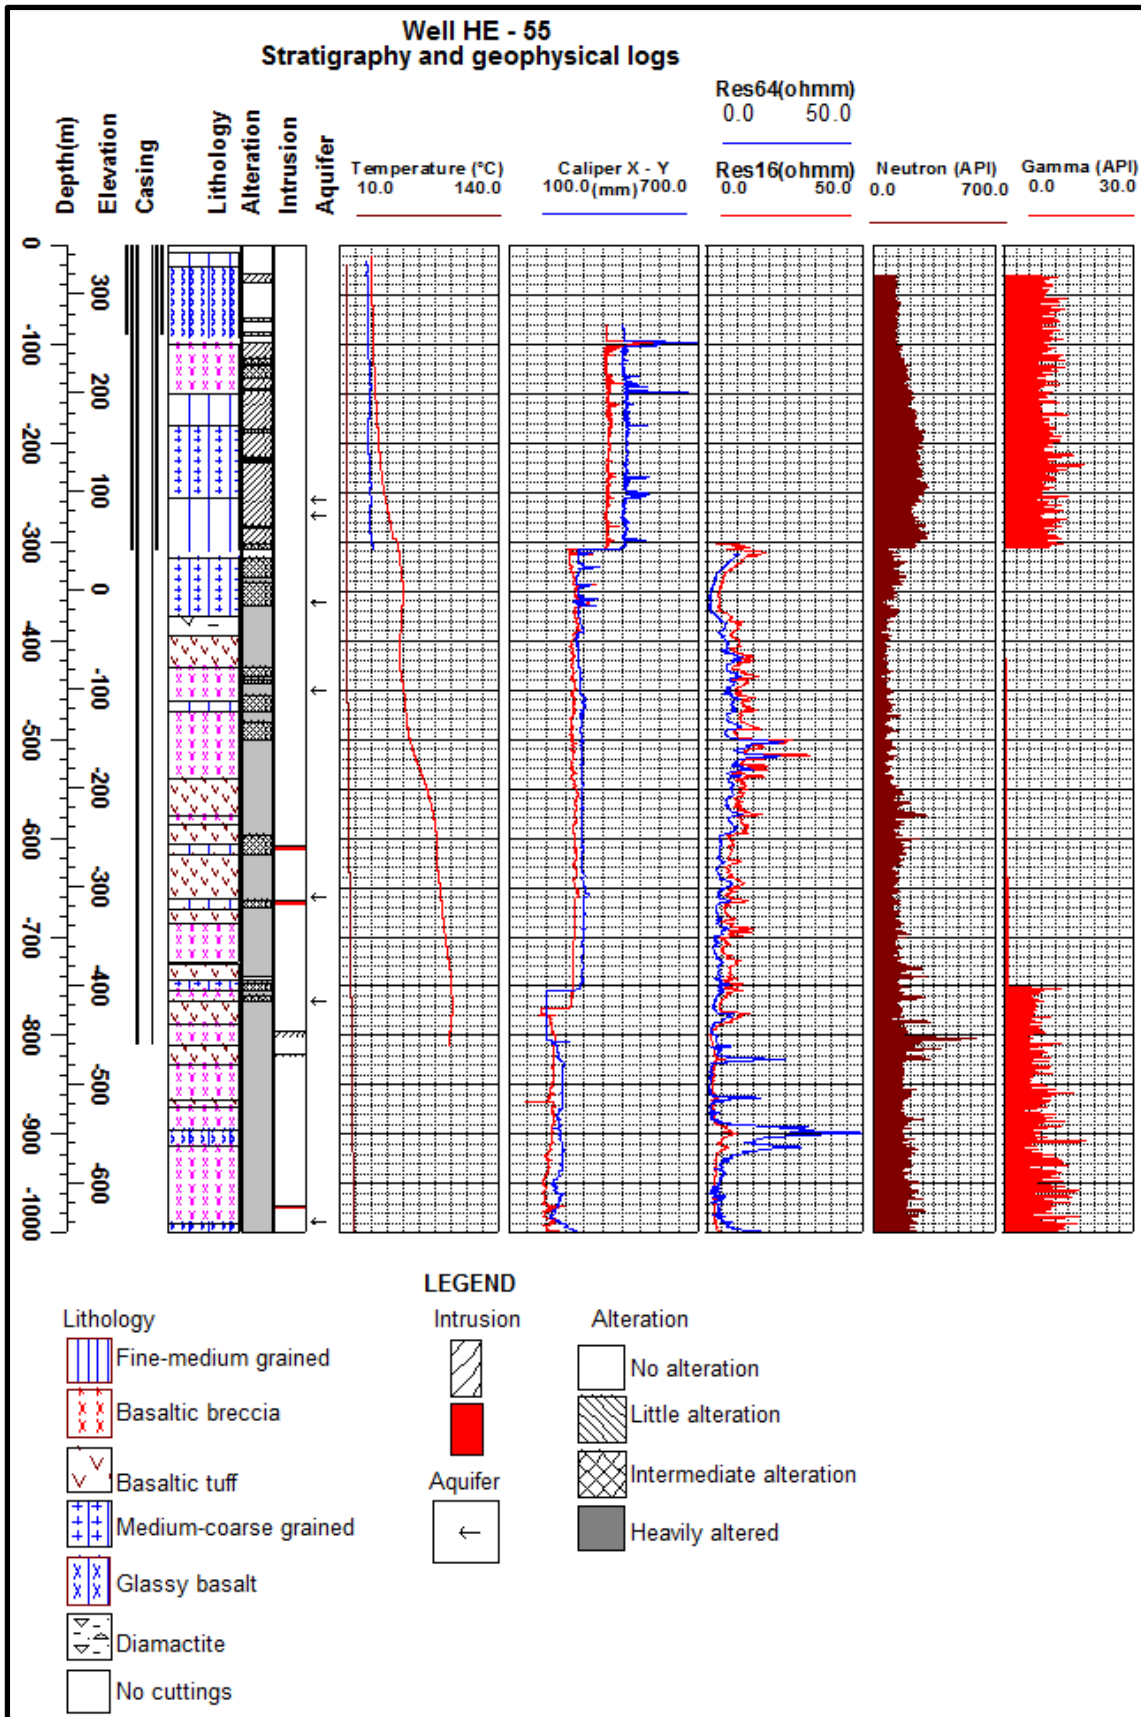 Well HE - 55
Stratigraphy and geophysical logs
Res64(ohmm)
0.0 50.0
Depth(m)
Elevation
Casing
Lithology
Alteration
Intrusion
Aquifer
Temperature (°C)
10.0 140.0
Caliper X - Y
100.0 (mm) 700.0
Res16(ohmm)
0.0 50.0
Neutron (API)
0.0 700.0
Gamma (API)
0.0 30.0
0
-100
-200
-300
-400
-500
-600
-700
-800
-900
-1000
300
200
100
0
-100
-200
-300
-400
-500
-600
LEGEND
Lithology
Fine-medium grained
Basaltic breccia
Basaltic tuff
Medium-coarse grained
Glassy basalt
Diamactite
No cuttings
Intrusion
Aquifer
Alteration
No alteration
Little alteration
Intermediate alteration
Heavily altered